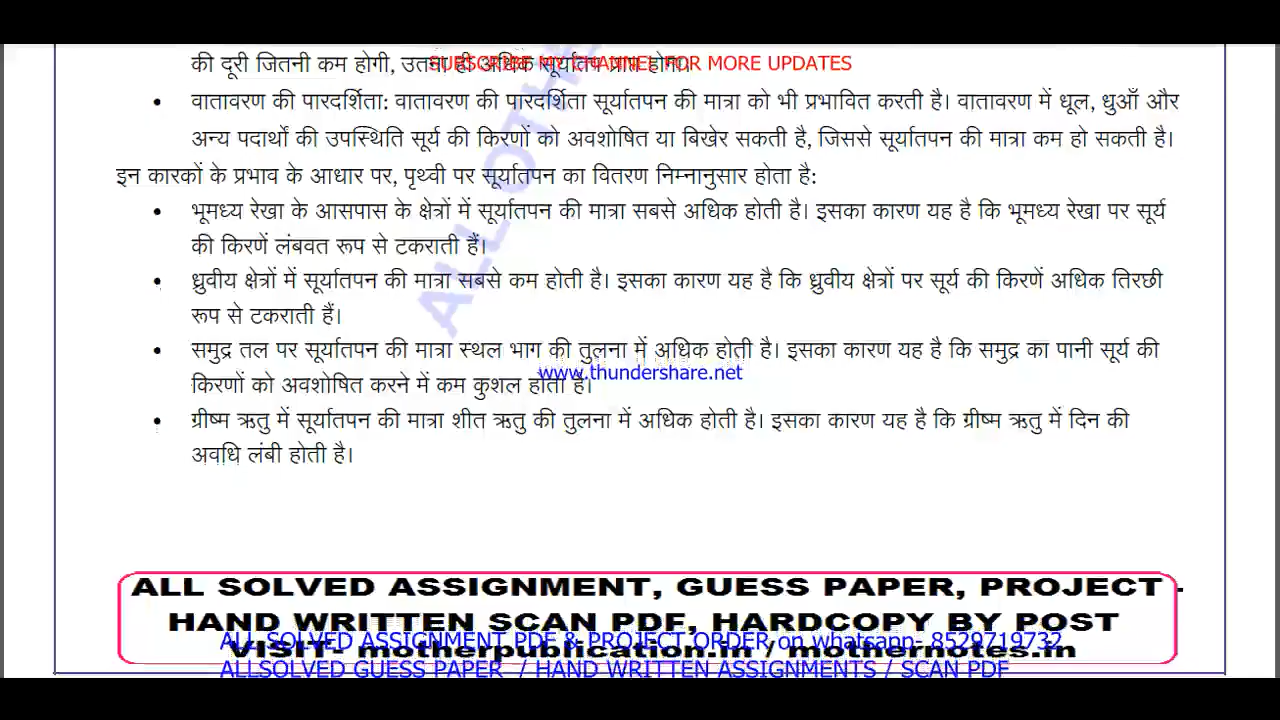 की दूरी जितनी कम होगी, उतना ही अधिक सूर्यातप प्राप्त होगा।
SUBSCRIBE MY CHANNEL FOR MORE UPDATES
• वातावरण की पारदर्शिता: वातावरण की पारदर्शिता सूर्यातपन की मात्रा को भी प्रभावित करती है। वातावरण में धूल, धुआँ और
अन्य पदार्थों की उपस्थिति सूर्य की किरणों को अवशोषित या बिखेर सकती है, जिससे सूर्यातपन की मात्रा कम हो सकती है।
इन कारकों के प्रभाव के आधार पर, पृथ्वी पर सूर्यातपन का वितरण निम्नानुसार होता है:
• भूमध्य रेखा के आसपास के क्षेत्रों में सूर्यातपन की मात्रा सबसे अधिक होती है। इसका कारण यह है कि भूमध्य रेखा पर सूर्य
की किरणें लंबवत रूप से टकराती हैं।
• ध्रुवीय क्षेत्रों में सूर्यातपन की मात्रा सबसे कम होती है। इसका कारण यह है कि ध्रुवीय क्षेत्रों पर सूर्य की किरणें अधिक तिरछी
रूप से टकराती हैं।
• समुद्र तल पर सूर्यातपन की मात्रा स्थल भाग की तुलना में अधिक होती है। इसका कारण यह है कि समुद्र का पानी सूर्य की
www.thundershare.net
किरणों को अवशोषित करने में कम कुशल होता है।
• ग्रीष्म ऋतु में सूर्यातपन की मात्रा शीत ऋतु की तुलना में अधिक होती है। इसका कारण यह है कि ग्रीष्म ऋतु में दिन की
अवधि लंबी होती है।
ALL OTHE
ALL SOLVED ASSIGNMENT, GUESS PAPER, PROJECT -
HAND WRITTEN SCAN PDF, HARDCOPY BY POST
ALL SOLVED ASSIGNMENT PDF & PROJECT ORDER on whatsapp- 8529719732
VISIT- motherpublication.in / mothernotes.in
ALLSOLVED GUESS PAPER / HAND WRITTEN ASSIGNMENTS / SCAN PDF